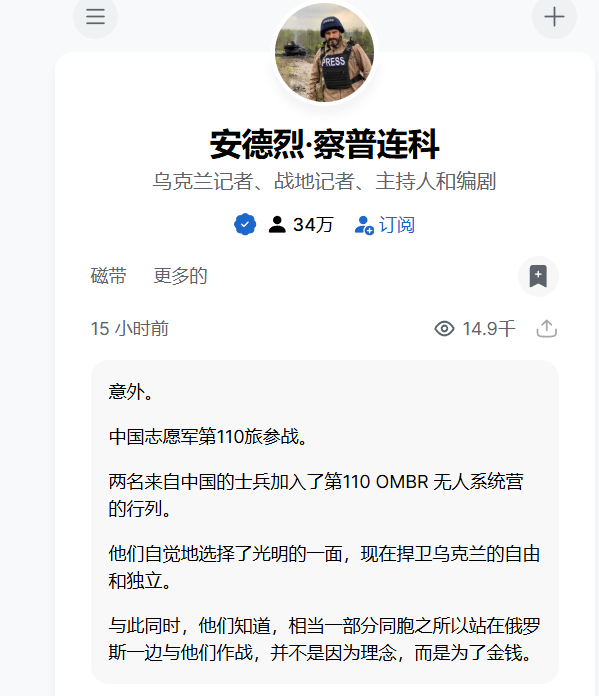 PRESS
安德烈·察普连科
乌克兰记者、战地记者、主持人和编剧
34万 订阅
磁带 更多的
15 小时前 14.9千
意外。
中国志愿军第110旅参战。
两名来自中国的士兵加入了第110 OMBR 无人系统营
的行列。
他们自觉地选择了光明的一面，现在捍卫乌克兰的自由
和独立。
与此同时，他们知道，相当一部分同胞之所以站在俄罗
斯一边与他们作战，并不是因为理念，而是为了金钱。